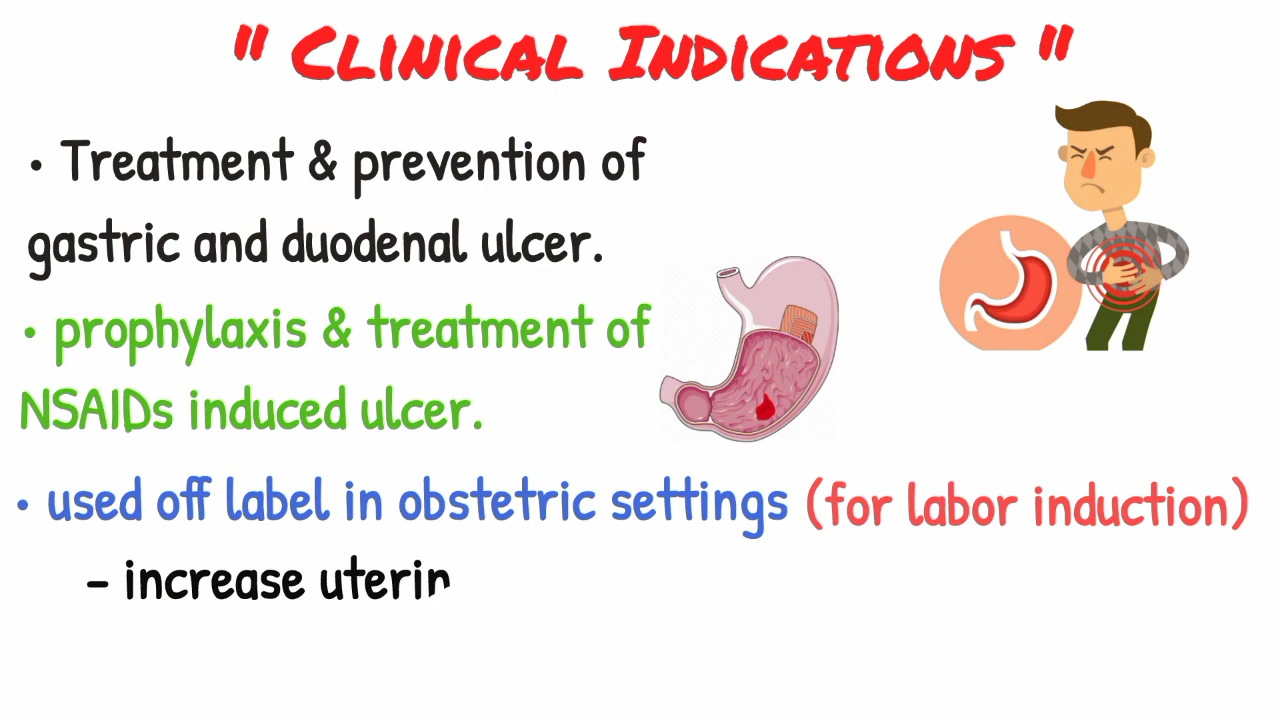 " Clinical Indications "
• Treatment & prevention of
gastric and duodenal ulcer.
• prophylaxis & treatment of
NSAIDs induced ulcer.
• used off label in obstetric settings (for labor induction)
- increase uterin